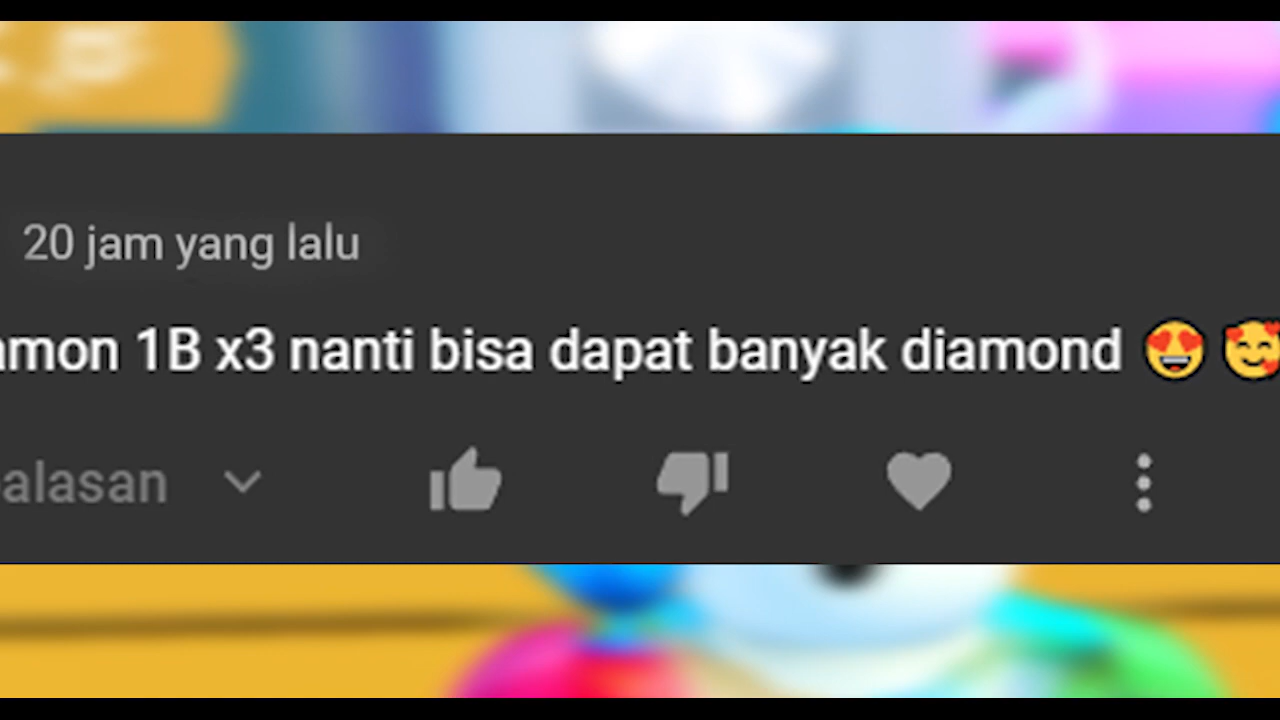 20 jam yang lalu
amon 1B x3 nanti bisa dapat banyak diamond 😍 🥰
alasan